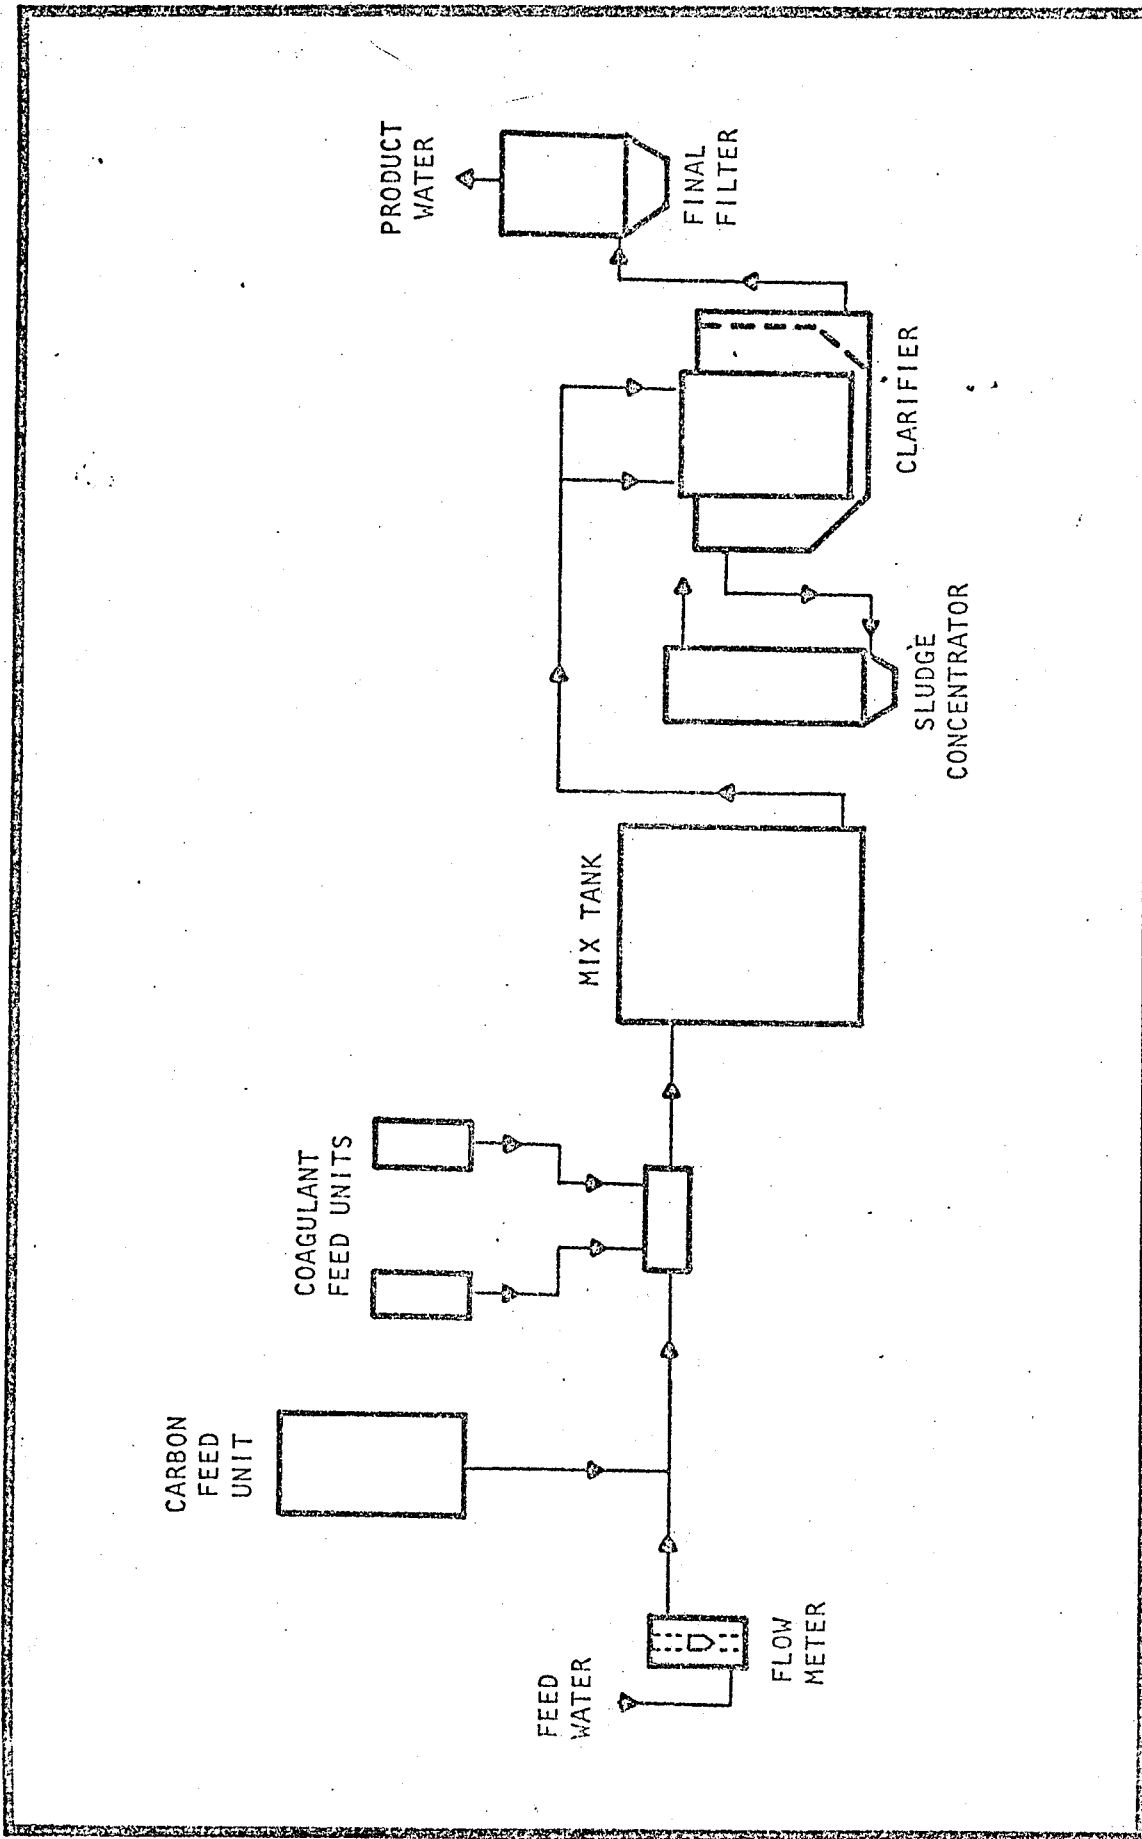 FEED
WATER
FLOW
METER
CARBON
FEED
UNIT
COAGULANT
FEED UNITS
MIX TANK
SLUDGE
CONCENTRATOR
CLARIFIER
FINAL
FILTER
PRODUCT
WATER